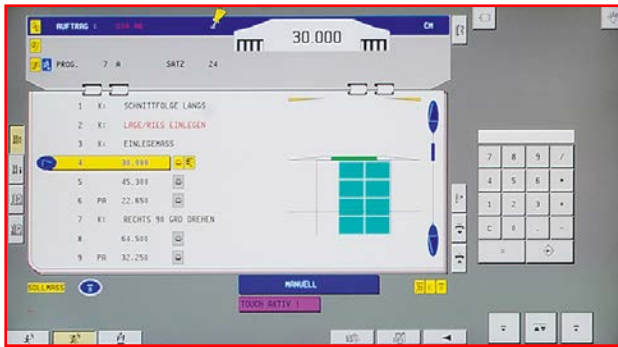 AUFTRAG : CM
30.000
PROG. 7 A SATZ 24
1 K: SCHNITTFOLGE LANGS
2 K: LAGE/RIES EINLEGEN
3 K: EINLEGEMASS
4 30.000
5 45.300
6 PA 22.650
7 K: RECHTS 90 GRD DREHEN
8 64.500
9 PA 32.250
7 8 9 /
4 5 6 *
1 2 3 +
C 0 . -
=
SOLLMASS
MANUELL
TOUCH AKTIV !